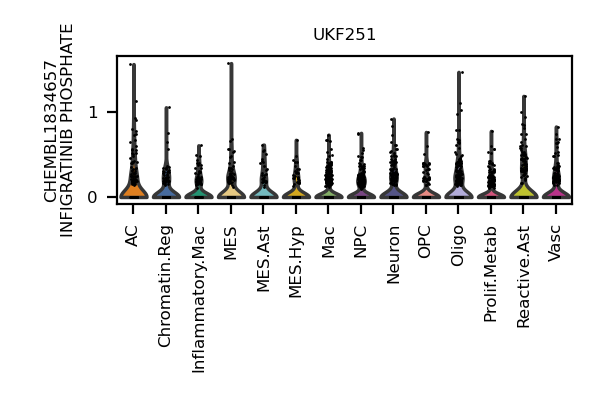 UKF251
CHEMBL1834657
INFIGRATINIB PHOSPHATE
1
0
AC
Chromatin.Reg
Inflammatory.Mac
MES
MES.Ast
MES.Hyp
Mac
NPC
Neuron
OPC
Oligo
Prolif.Metab
Reactive.Ast
Vasc